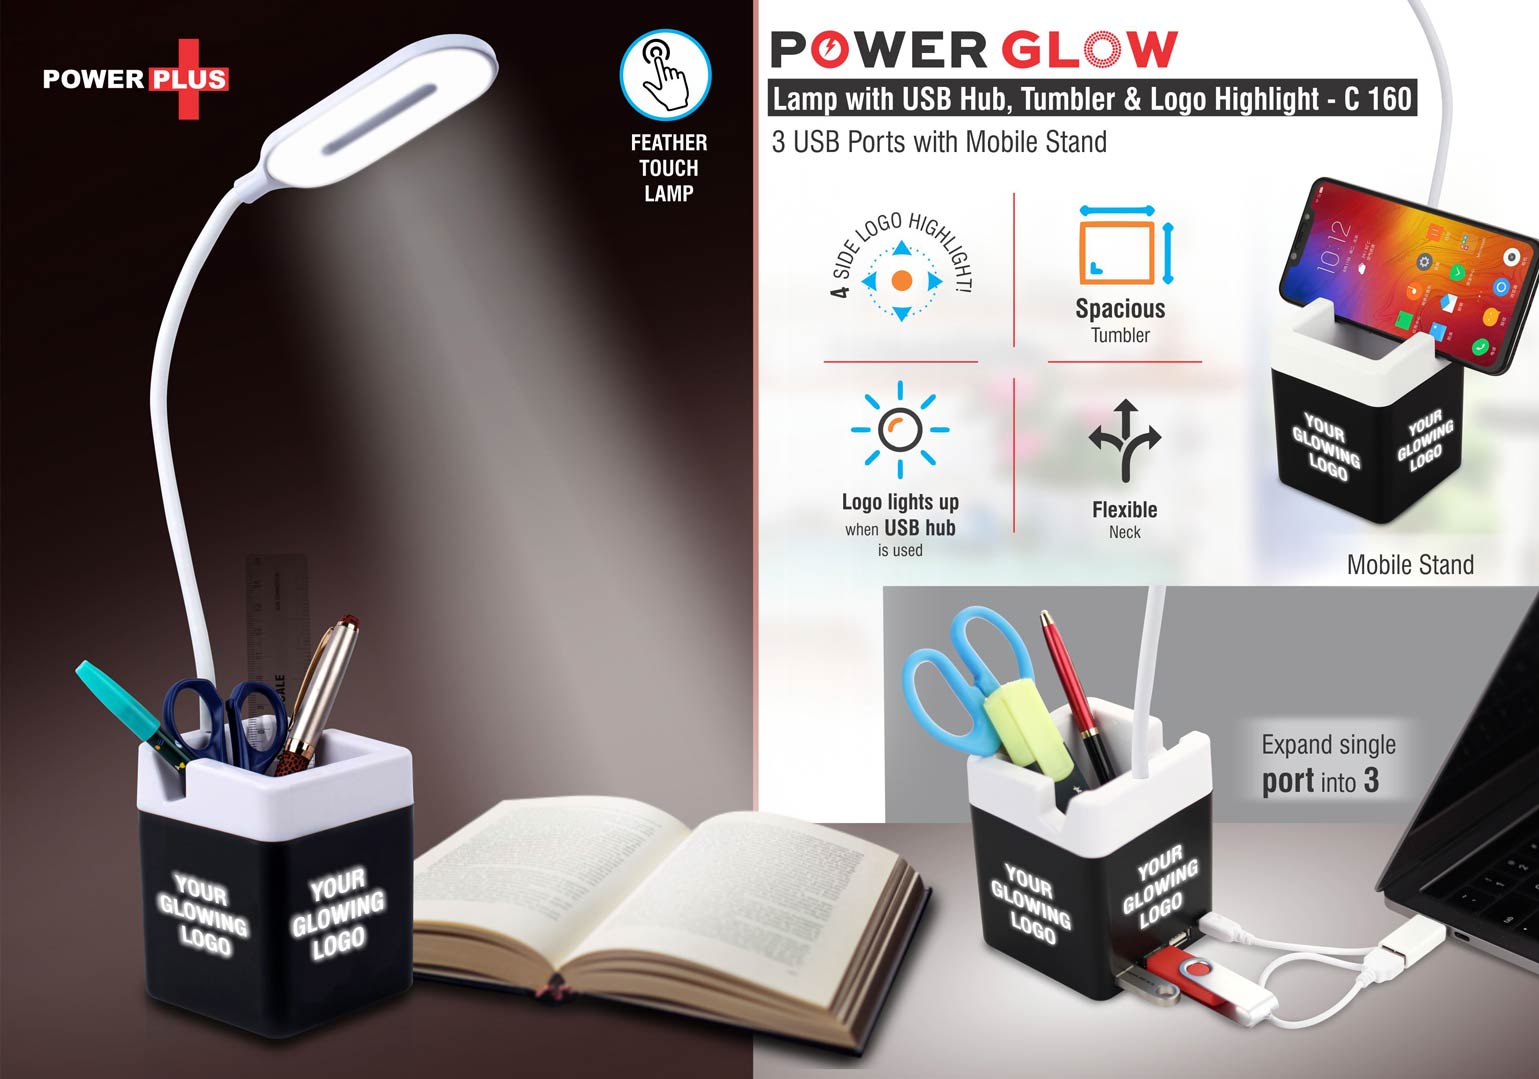 POWER PLUS
FEATHER
TOUCH
LAMP
POWER GLOW
Lamp with USB Hub, Tumbler & Logo Highlight - C 160
3 USB Ports with Mobile Stand
4 SIDE LOGO HIGHLIGHT!
Spacious
Tumbler
Logo lights up
when USB hub
is used
Flexible
Neck
10:12
YOUR
GLOWING
LOGO
YOUR
GLOWING
LOGO
Mobile Stand
Expand single
port into 3
SCALE
YOUR
GLOWING
LOGO
YOUR
GLOWING
LOGO
YOUR
GLOWING
LOGO
YOUR
GLOWING
LOGO